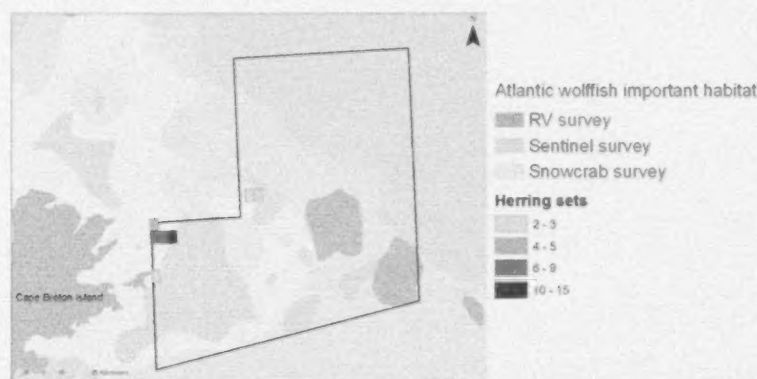 N
Atlantic wolffish important habitat
RV survey
Sentinel survey
Snowcrab survey
Herring sets
2 - 3
4 - 5
6 - 9
10 - 15
Cape Breton Island